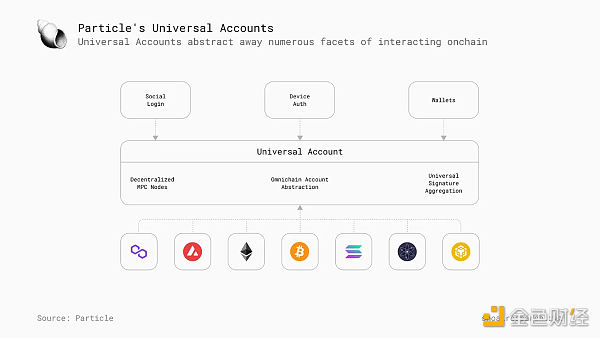 Particle's Universal Accounts
Universal Accounts abstract away numerous facets of interacting onchain
Social
Login
Device
Auth
Wallets
Universal Account
Decentralized
MPC Nodes
Omnichain Account
Abstraction
Universal
Signature
Aggregation
Source: Particle
金色财经